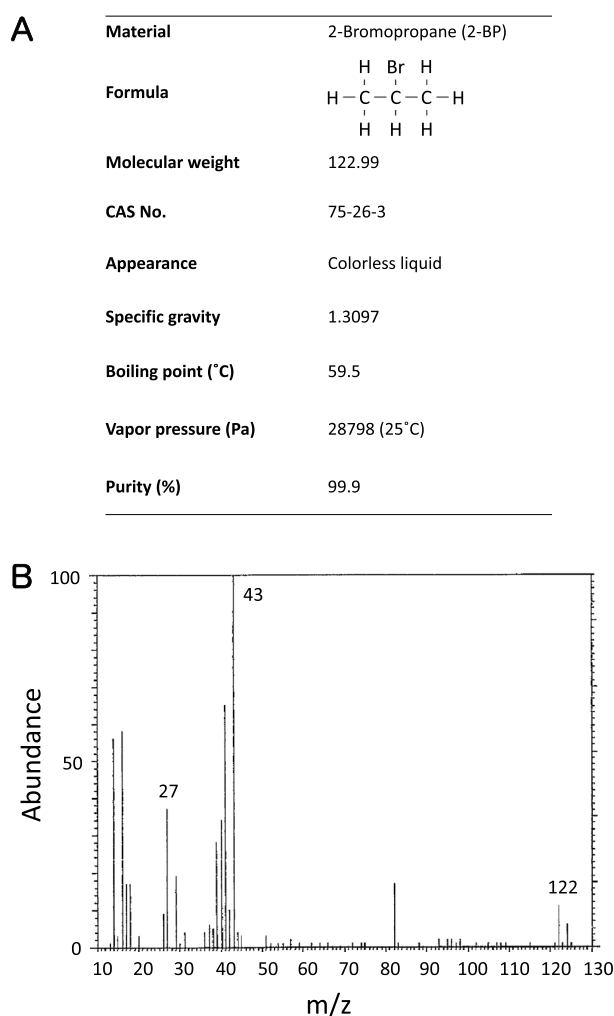 A
Material 2-Bromopropane (2-BP)
Formula
H Br H
H – C – C – C – H
H H H
Molecular weight 122.99
CAS No. 75-26-3
Appearance Colorless liquid
Specific gravity 1.3097
Boiling point (˚C) 59.5
Vapor pressure (Pa) 28798 (25˚C)
Purity (%) 99.9
B
100
43
Abundance
50
27
122
0
10 20 30 40 50 60 70 80 90 100 110 120 130
m/z